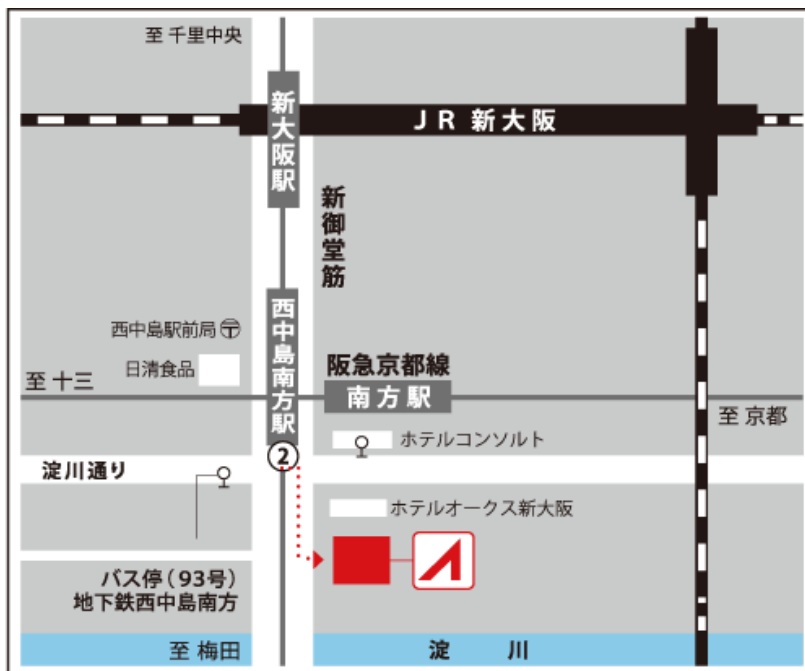 至 千里中央
新大阪駅
JR 新大阪
新御堂筋
西中島駅前局 〒
日清食品
西中島南方駅
阪急京都線
至 十三
南方駅
至 京都
ホテルコンソルト
2
淀川通り
ホテルオークス新大阪
バス停（93号）
地下鉄西中島南方
至 梅田
淀 川